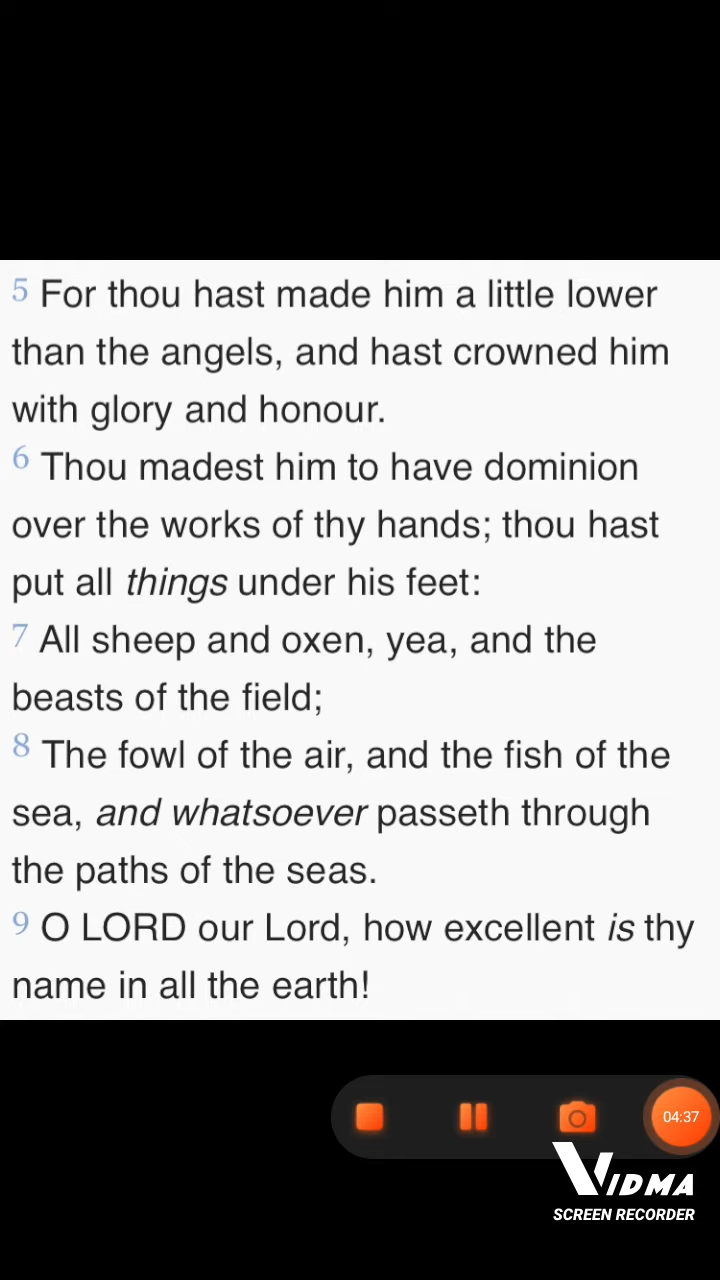 5 For thou hast made him a little lower
than the angels, and hast crowned him
with glory and honour.
6 Thou madest him to have dominion
over the works of thy hands; thou hast
put all things under his feet:
7 All sheep and oxen, yea, and the
beasts of the field;
8 The fowl of the air, and the fish of the
sea, and whatsoever passeth through
the paths of the seas.
9 O LORD our Lord, how excellent is thy
name in all the earth!
04:37
VIDMA
SCREEN RECORDER